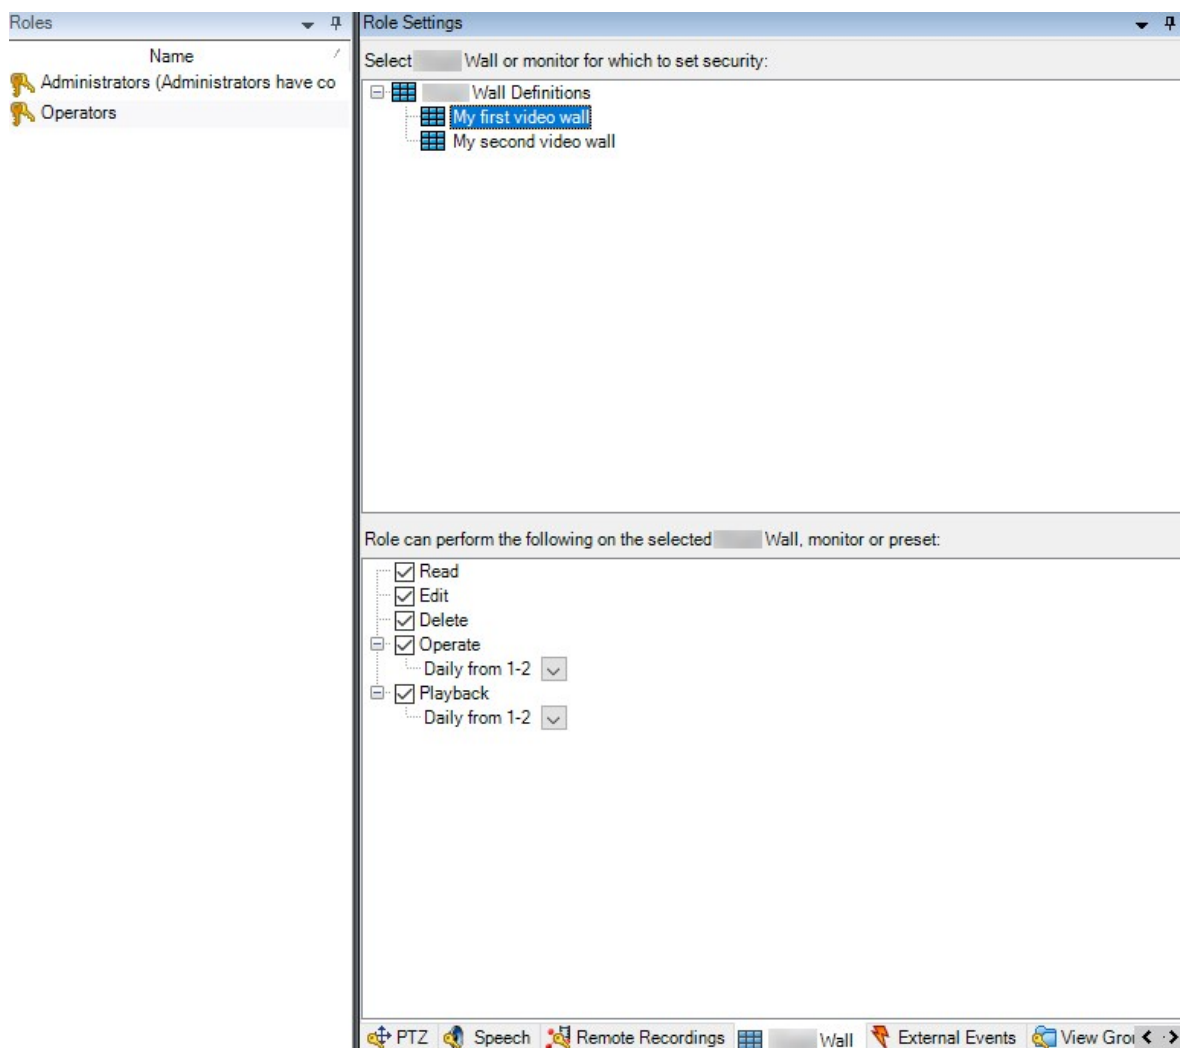 Roles
Name
Administrators (Administrators have co
Operators
Role Settings
Select Wall or monitor for which to set security:
Wall Definitions
My first video wall
My second video wall
Role can perform the following on the selected Wall, monitor or preset:
Read
Edit
Delete
Operate
Daily from 1-2
Playback
Daily from 1-2
PTZ Speech Remote Recordings Wall External Events View Grou